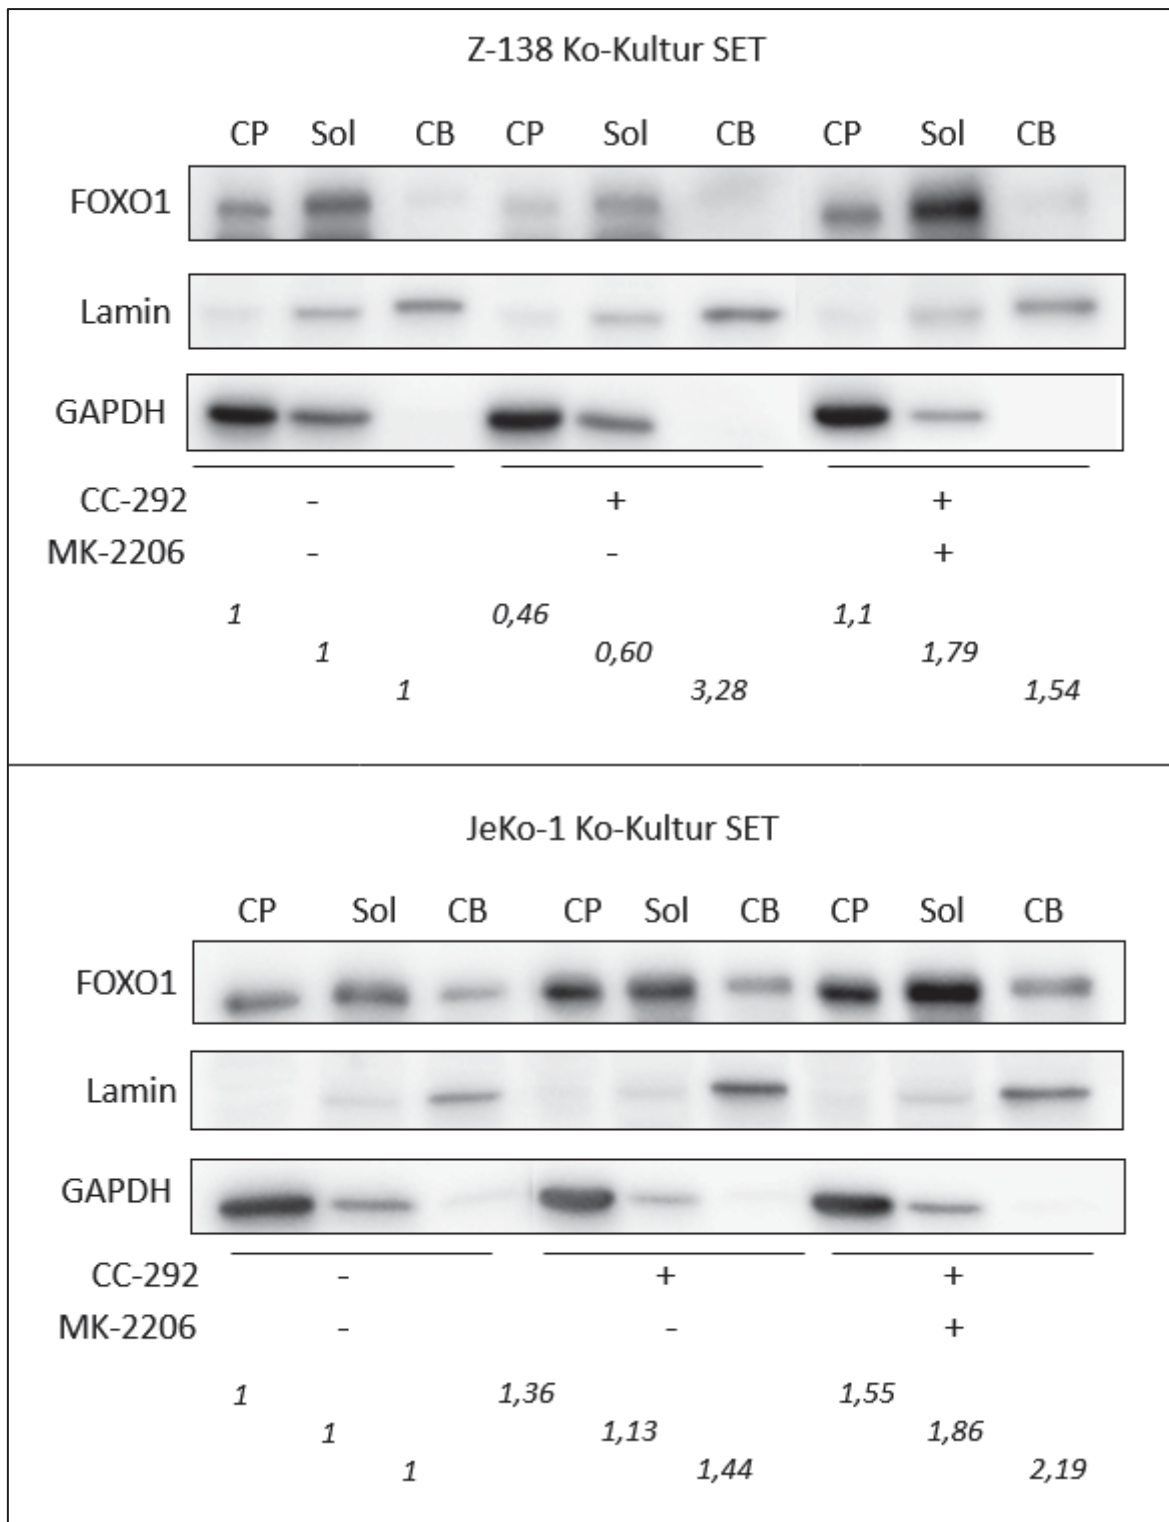 Z-138 Ko-Kultur SET
CP Sol CB CP Sol CB CP Sol CB
FOXO1
Lamin
GAPDH
CC-292 - + +
MK-2206 - - +
1 0,46 1,1
1 0,60 1,79
1 3,28 1,54
JeKo-1 Ko-Kultur SET
CP Sol CB CP Sol CB CP Sol CB
FOXO1
Lamin
GAPDH
CC-292 - + +
MK-2206 - - +
1 1,36 1,55
1 1,13 1,86
1 1,44 2,19